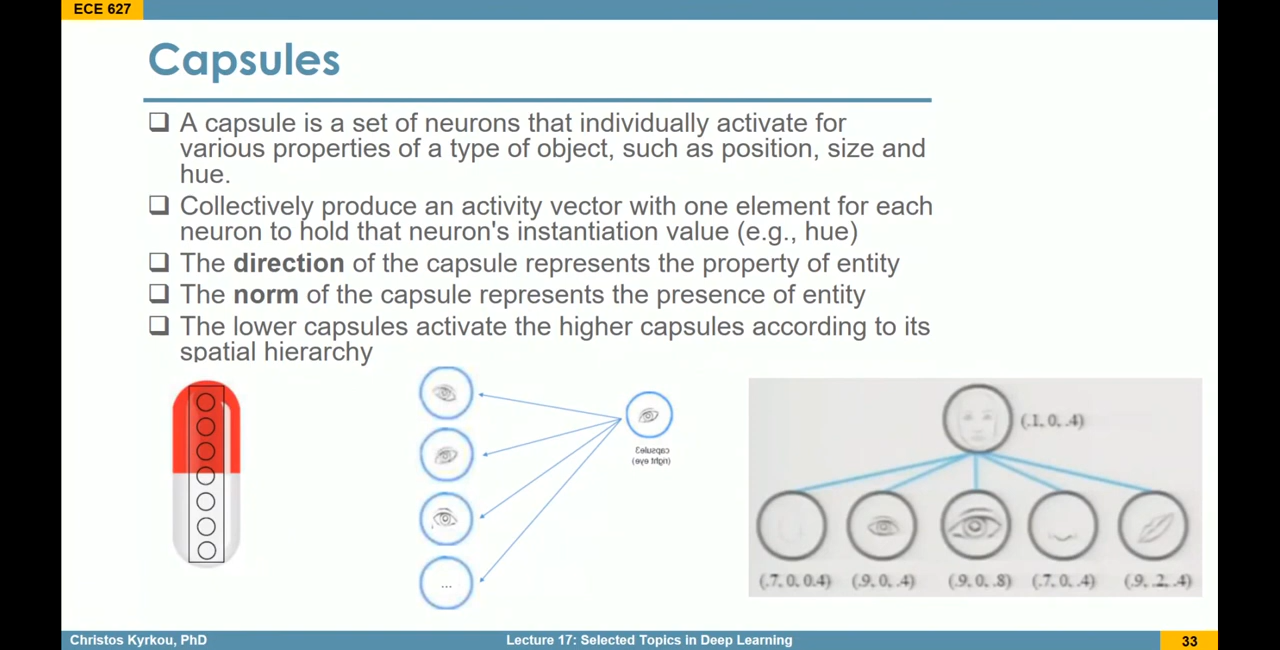 ECE 627
Capsules
❑ A capsule is a set of neurons that individually activate for
various properties of a type of object, such as position, size and
hue.
❑ Collectively produce an activity vector with one element for each
neuron to hold that neuron's instantiation value (e.g., hue)
❑ The direction of the capsule represents the property of entity
❑ The norm of the capsule represents the presence of entity
❑ The lower capsules activate the higher capsules according to its
spatial hierarchy
capsule3
(right eye)
...
(.1, 0, .4)
(.7, 0, 0.4) (.9, 0, .4) (.9, 0, .8) (.7, 0, .4) (.9, .2, .4)
Christos Kyrkou, PhD
Lecture 17: Selected Topics in Deep Learning
33